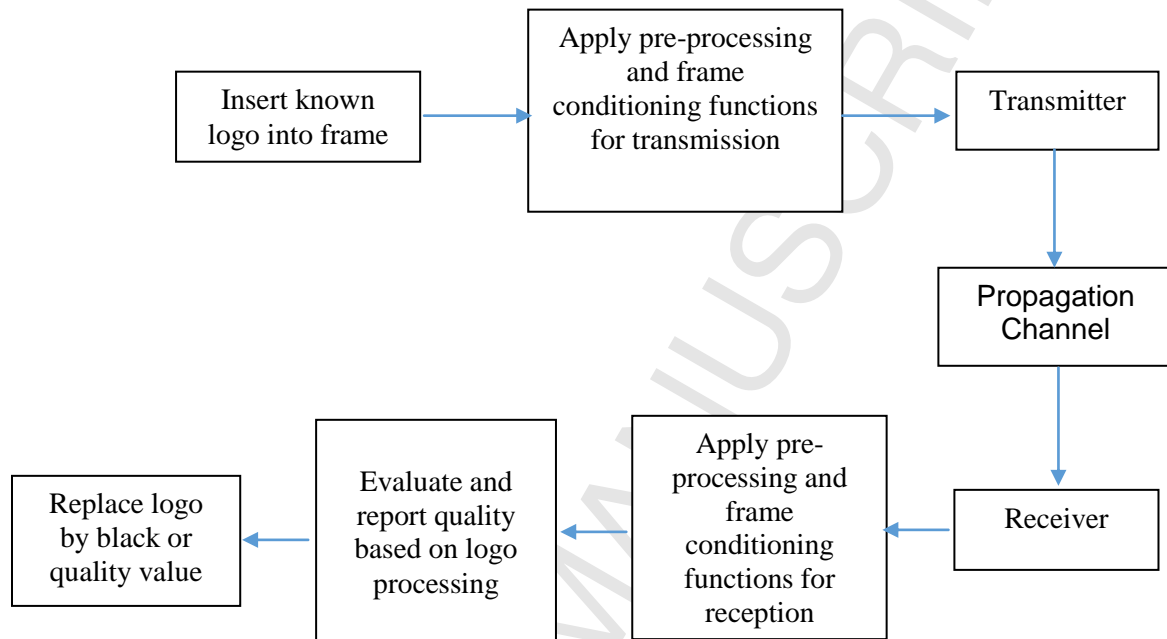 Insert known
logo into frame
Apply pre-processing
and frame
conditioning functions
for transmission
Transmitter
Propagation
Channel
Receiver
Apply pre-
processing and
frame
conditioning
functions for
reception
Evaluate and
report quality
based on logo
processing
Replace logo
by black or
quality value